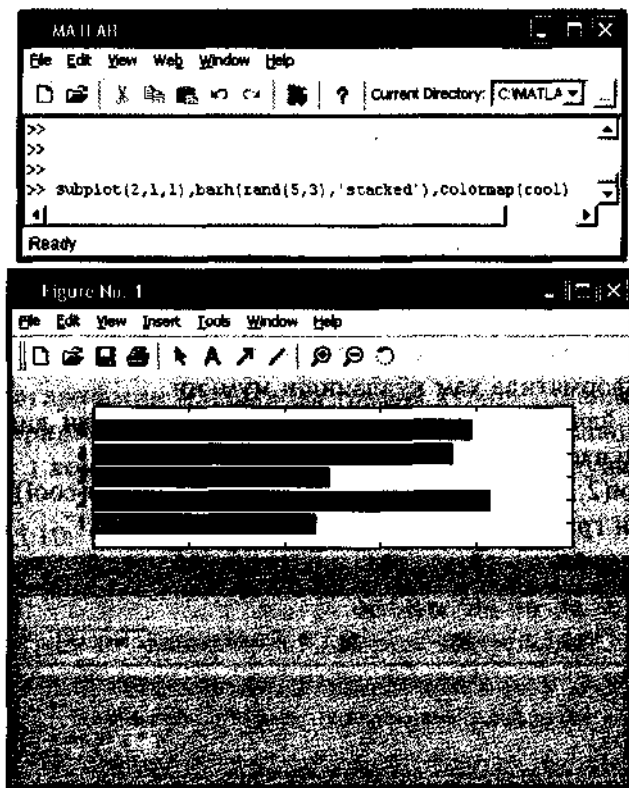 MATLAB
File Edit View Web Window Help
? Current Directory: C:\MATLA
>>
>>
>>
>> subplot(2,1,1),barh(rand(5,3),'stacked'),colormap(cool)
Ready
Figure No. 1
File Edit View Insert Tools Window Help
A